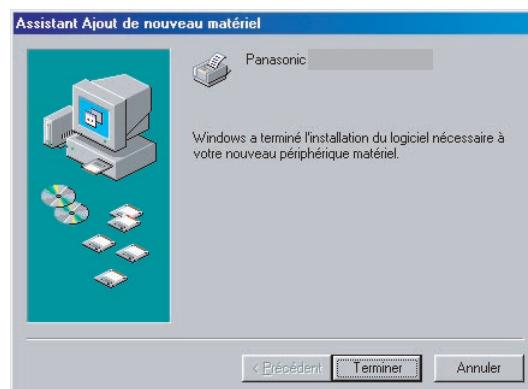 Assistant Ajout de nouveau matériel
Panasonic
Windows a terminé l'installation du logiciel nécessaire à
votre nouveau périphérique matériel.
< Précédent
Terminer
Annuler